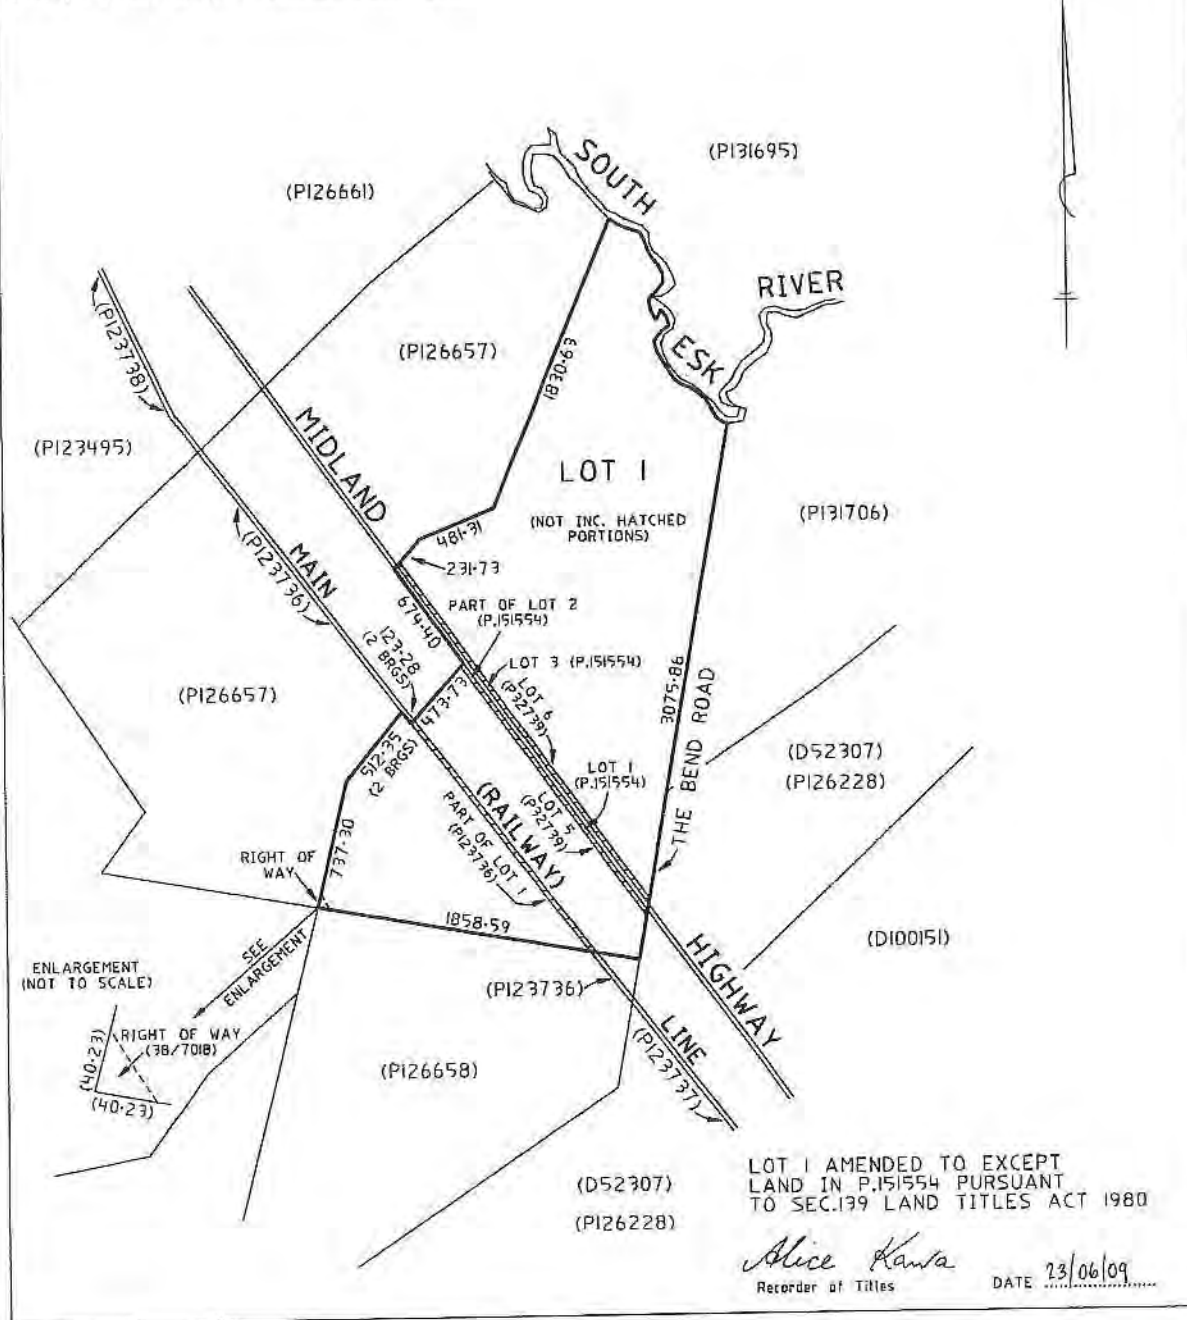 (P131695)
SOUTH
(P126661)
RIVER
(P123738)
(P126657)
1830·63
ESK
MIDLAND
(P123495)
LOT 1
(NOT INC. HATCHED
PORTIONS)
(P131706)
481·31
231·73
MAIN
(P123736)
674·40
PART OF LOT 2
(P.151554)
123·28
(2 BRGS)
LOT 3 (P.151554)
LOT 6
(P32739)
473·73
(P126657)
3075·86
THE BEND ROAD
512·35
(2 BRGS)
LOT 1
(P.151554)
(D52307)
(P126228)
LOT 5
(P32739)
(RAILWAY)
PART OF LOT 1
(P123736)
737·30
RIGHT OF
WAY
1858·59
(D100151)
HIGHWAY
SEE
ENLARGEMENT
ENLARGEMENT
(NOT TO SCALE)
(P123736)
LINE
RIGHT OF WAY
(38/7018)
(40·23)
(40·23)
(P126658)
(P123737)
LOT 1 AMENDED TO EXCEPT
LAND IN P.151554 PURSUANT
TO SEC.139 LAND TITLES ACT 1980
(D52307)
(P126228)
Alice Kawa
Recorder of Titles
DATE 23/06/09